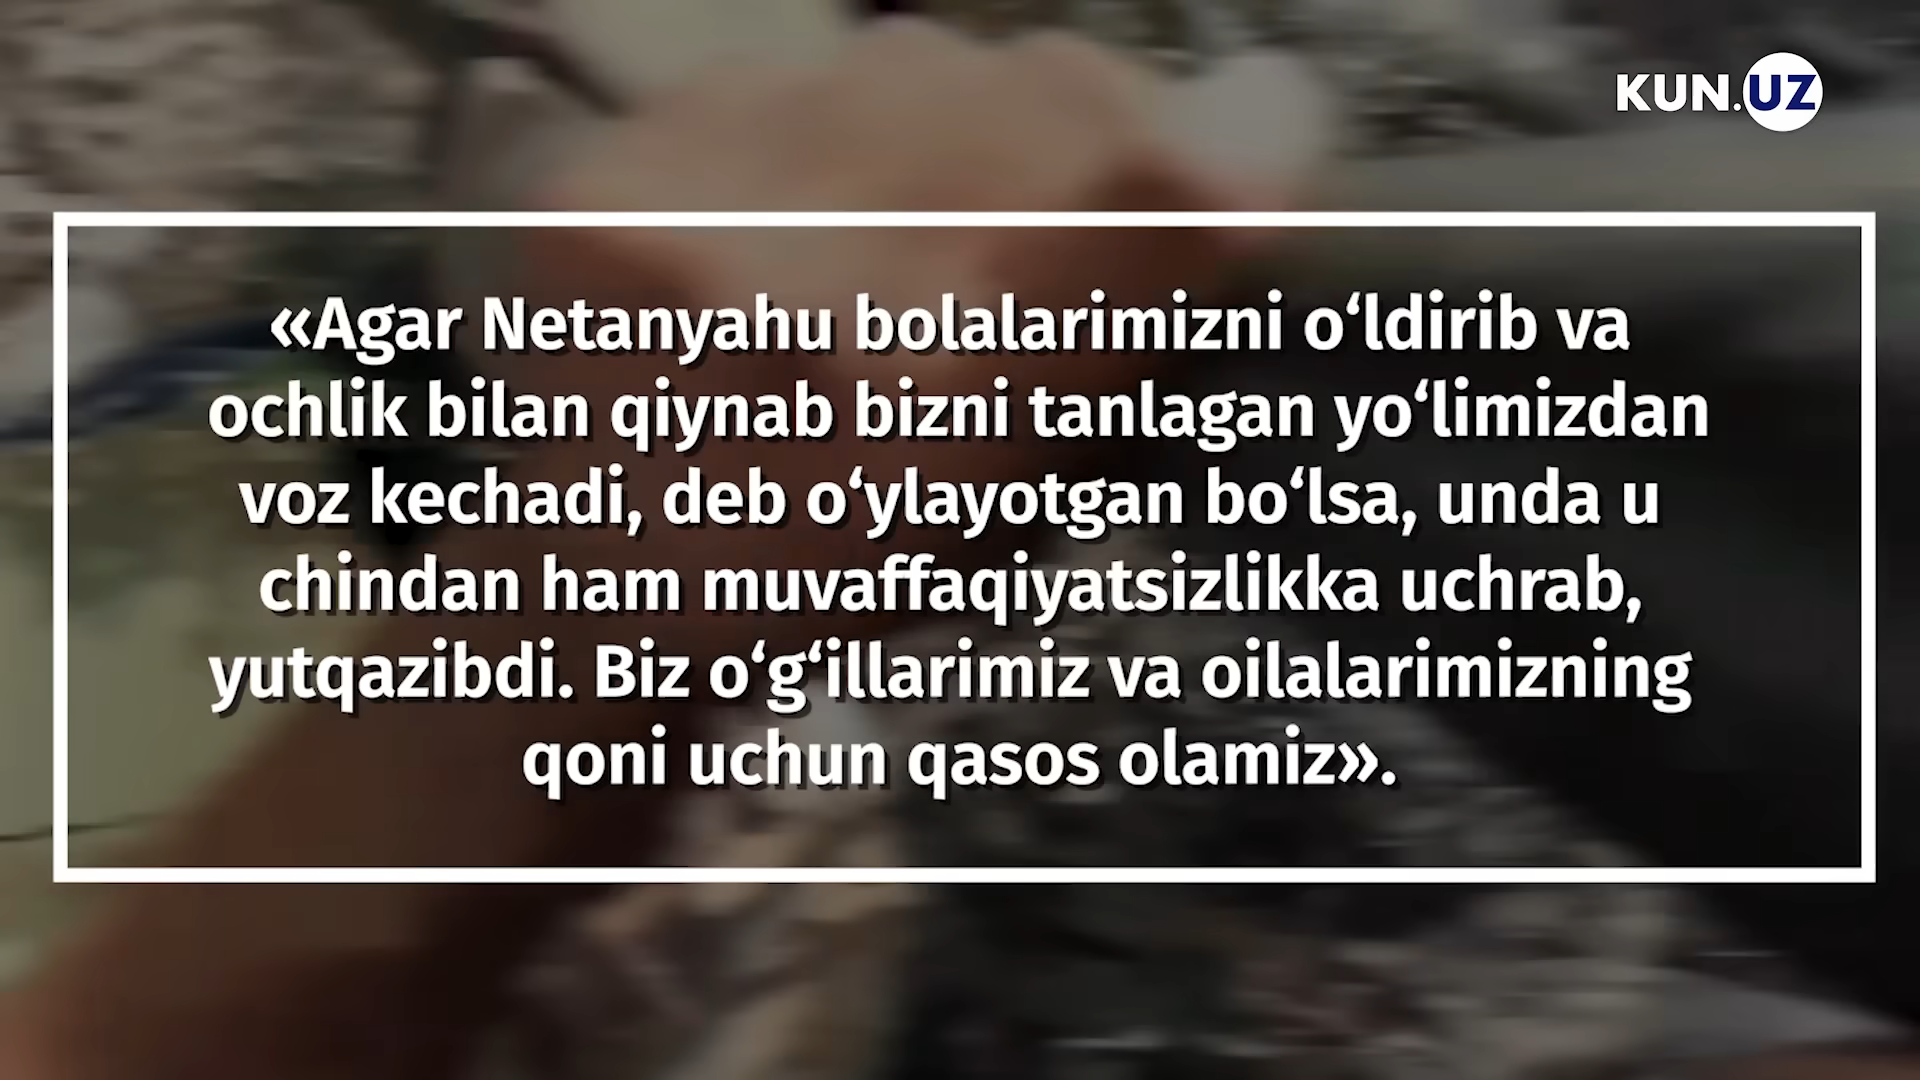 KUN.UZ
«Agar Netanyahu bolalarimizni o‘ldirib va
ochlik bilan qiynab bizni tanlagan yo‘limizdan
voz kechadi, deb o‘ylayotgan bo‘lsa, unda u
chindan ham muvaffaqiyatsizlikka uchrab,
yutqazibdi. Biz o‘g‘illarimiz va oilalarimizning
qoni uchun qasos olamiz».